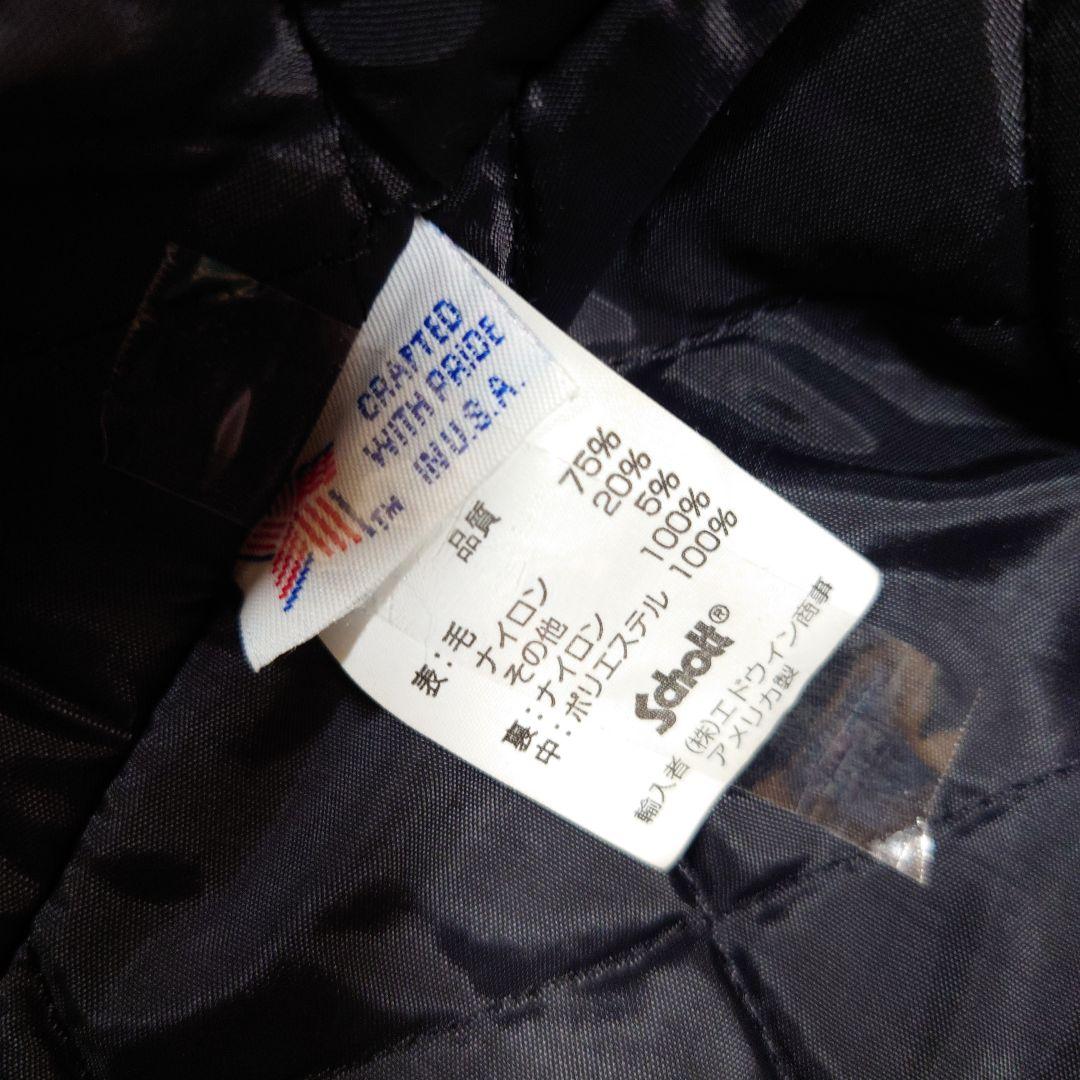 CRAFTED
WITH PRIDE
IN U.S.A.
品質
表：毛 75%
ナイロン 20%
その他 5%
裏：ナイロン 100%
中：ポリエステル 100%
Schott®
輸入者 (株)エドウイン商事
アメリカ製